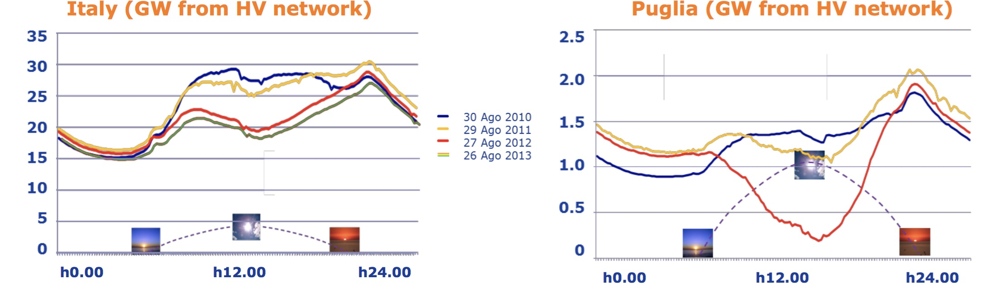 Italy (GW from HV network)
35
30
25
20
15
10
5
0
h0.00 h12.00 h24.00
30 Ago 2010
29 Ago 2011
27 Ago 2012
26 Ago 2013
Puglia (GW from HV network)
2.5
2.0
1.5
1.0
0.5
0
h0.00 h12.00 h24.00